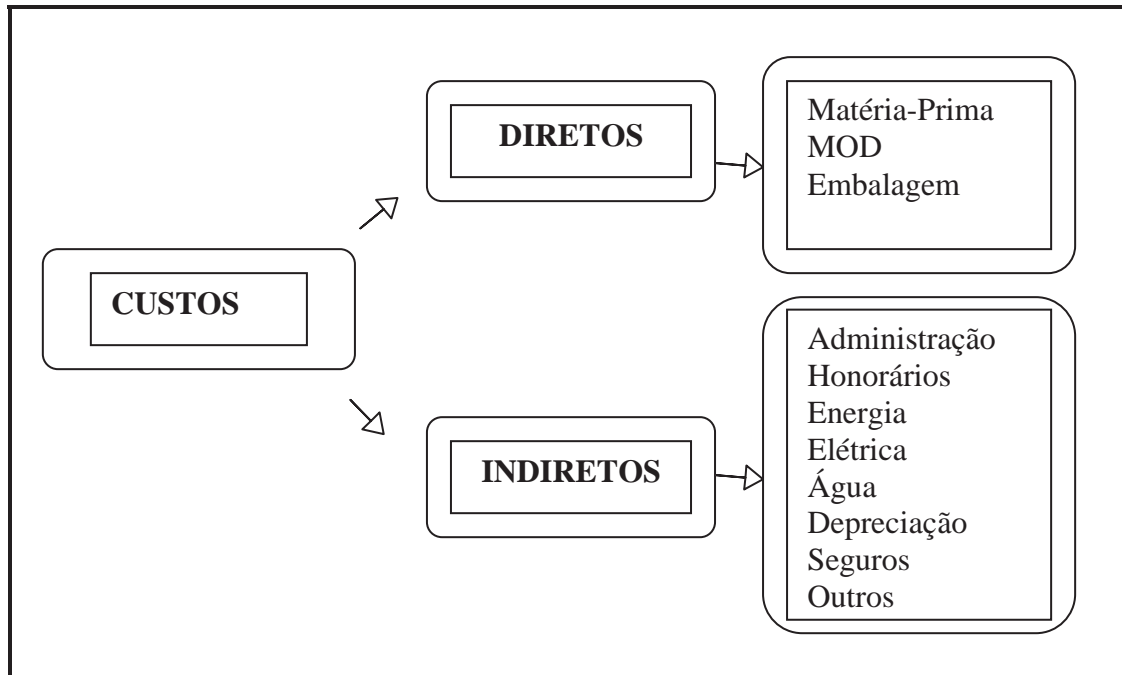 CUSTOS
DIRETOS
Matéria-Prima
MOD
Embalagem
INDIRETOS
Administração
Honorários
Energia
Elétrica
Água
Depreciação
Seguros
Outros